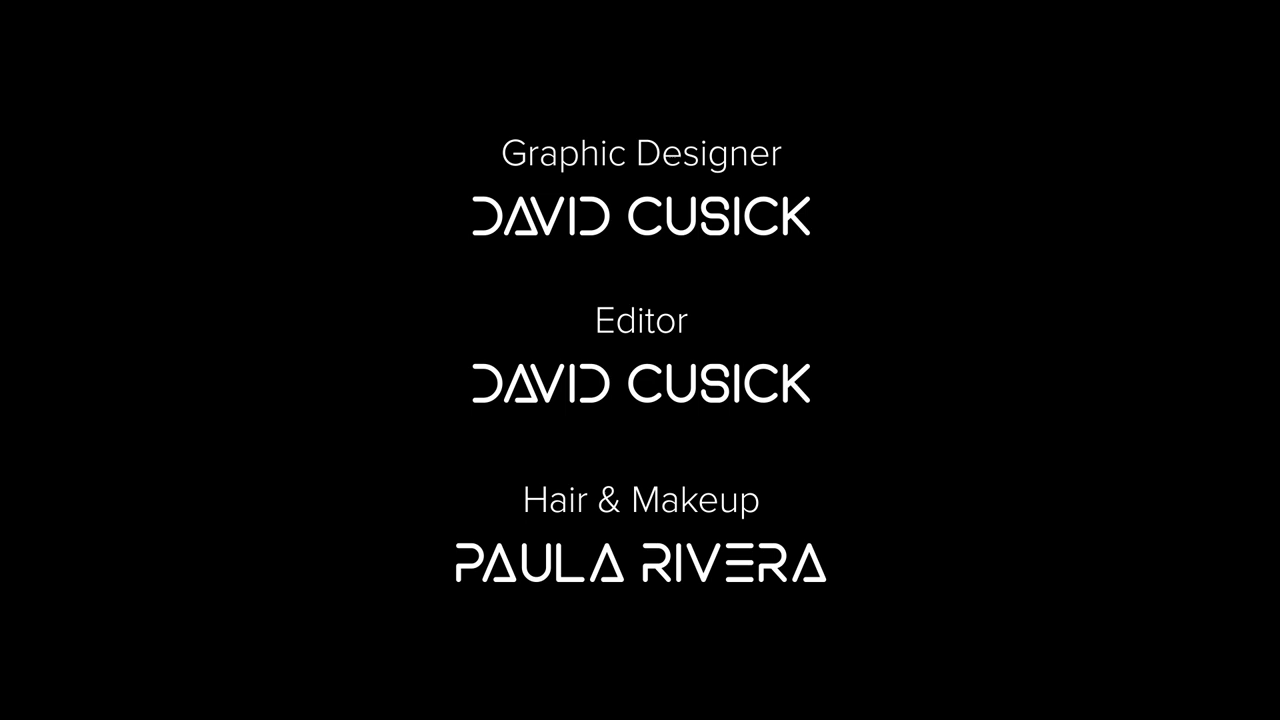 Graphic Designer
DAVID CUSICK
Editor
DAVID CUSICK
Hair & Makeup
PAULA RIVERA